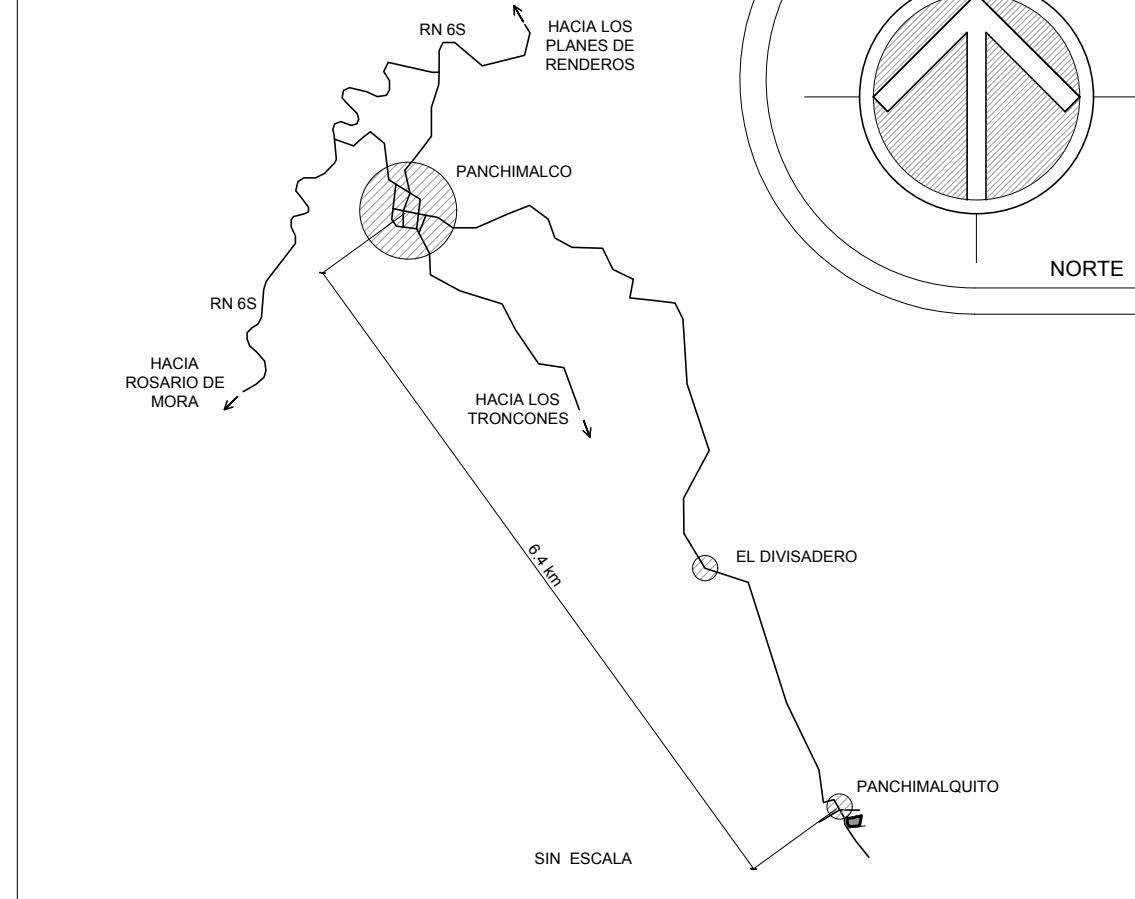 RN 6S
HACIA LOS
PLANES DE
RENDEROS
PANCHIMALCO
NORTE
RN 6S
HACIA
ROSARIO DE
MORA
HACIA LOS
TRONCONES
6.4 km
EL DIVISADERO
PANCHIMALQUITO
SIN ESCALA